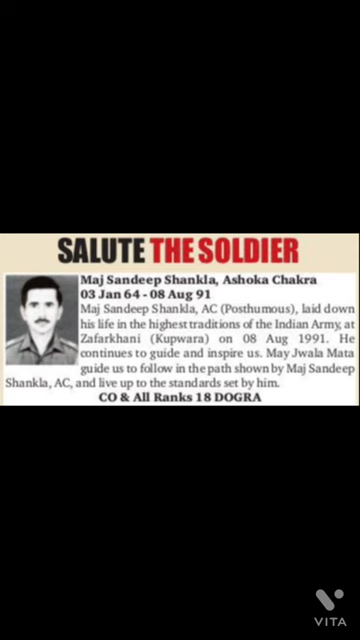 SALUTE THE SOLDIER
Maj Sandeep Shankla, Ashoka Chakra
03 Jan 64 - 08 Aug 91
Maj Sandeep Shankla, AC (Posthumous), laid down
his life in the highest traditions of the Indian Army, at
Zafarkhani (Kupwara) on 08 Aug 1991. He
continues to guide and inspire us. May Jwala Mata
guide us to follow in the path shown by Maj Sandeep
Shankla, AC, and live up to the standards set by him.
CO & All Ranks 18 DOGRA
VITA